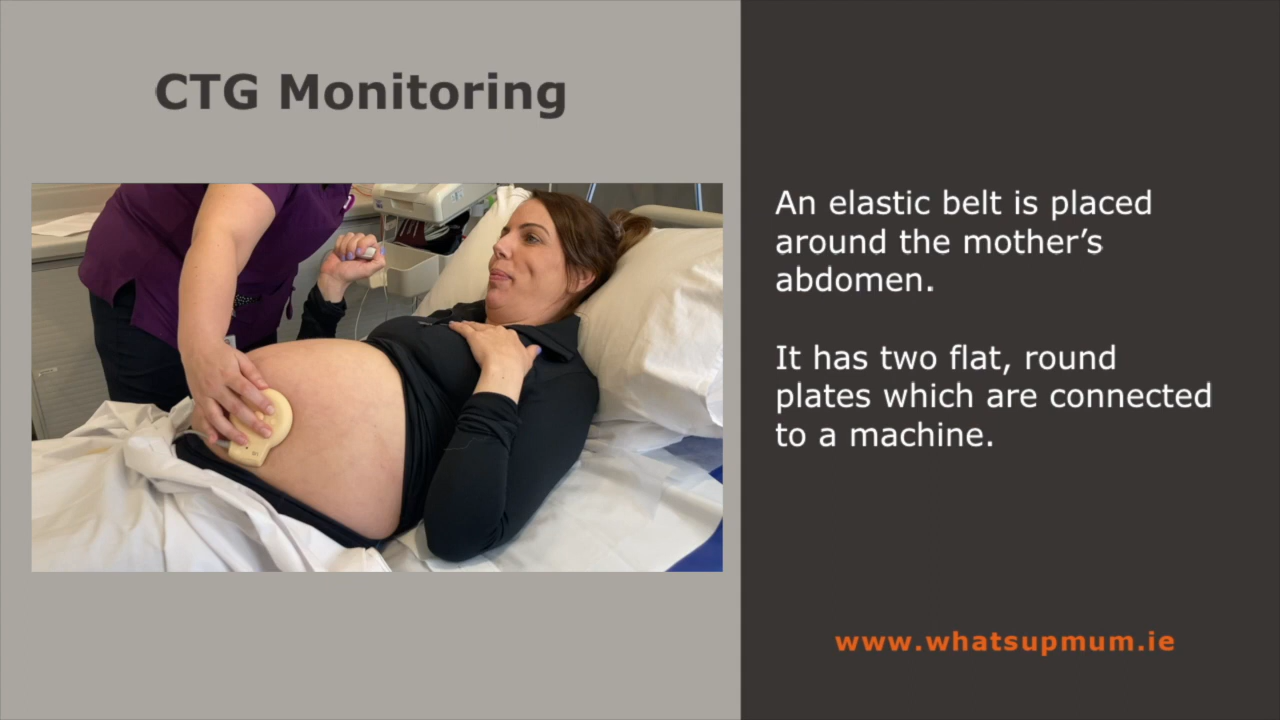 CTG Monitoring
An elastic belt is placed
around the mother’s
abdomen.
It has two flat, round
plates which are connected
to a machine.
www.whatsupmum.ie